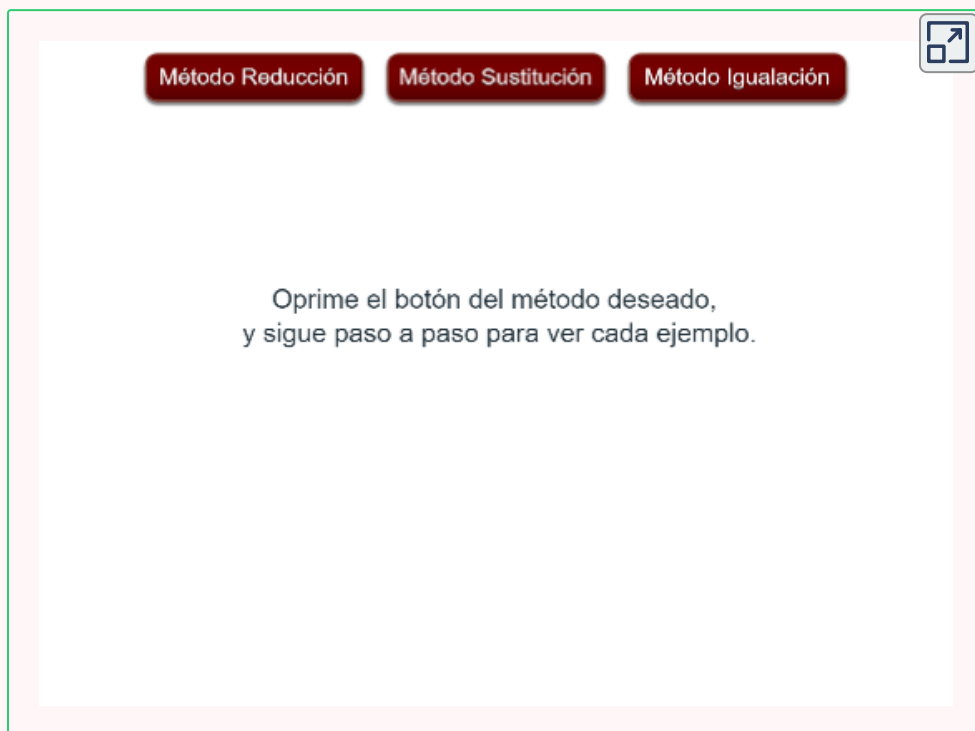 Método Reducción
Método Sustitución
Método Igualación
Oprime el botón del método deseado,
y sigue paso a paso para ver cada ejemplo.